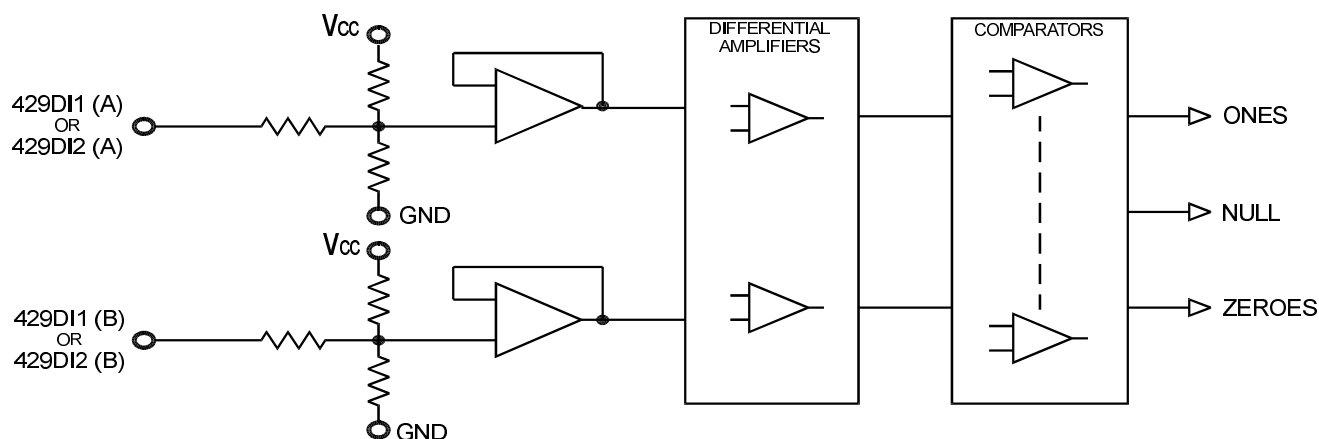 VCC
DIFFERENTIAL
AMPLIFIERS
COMPARATORS
429DI1 (A)
OR
429DI2 (A)
ONES
GND
NULL
VCC
429DI1 (B)
OR
429DI2 (B)
ZEROES
GND